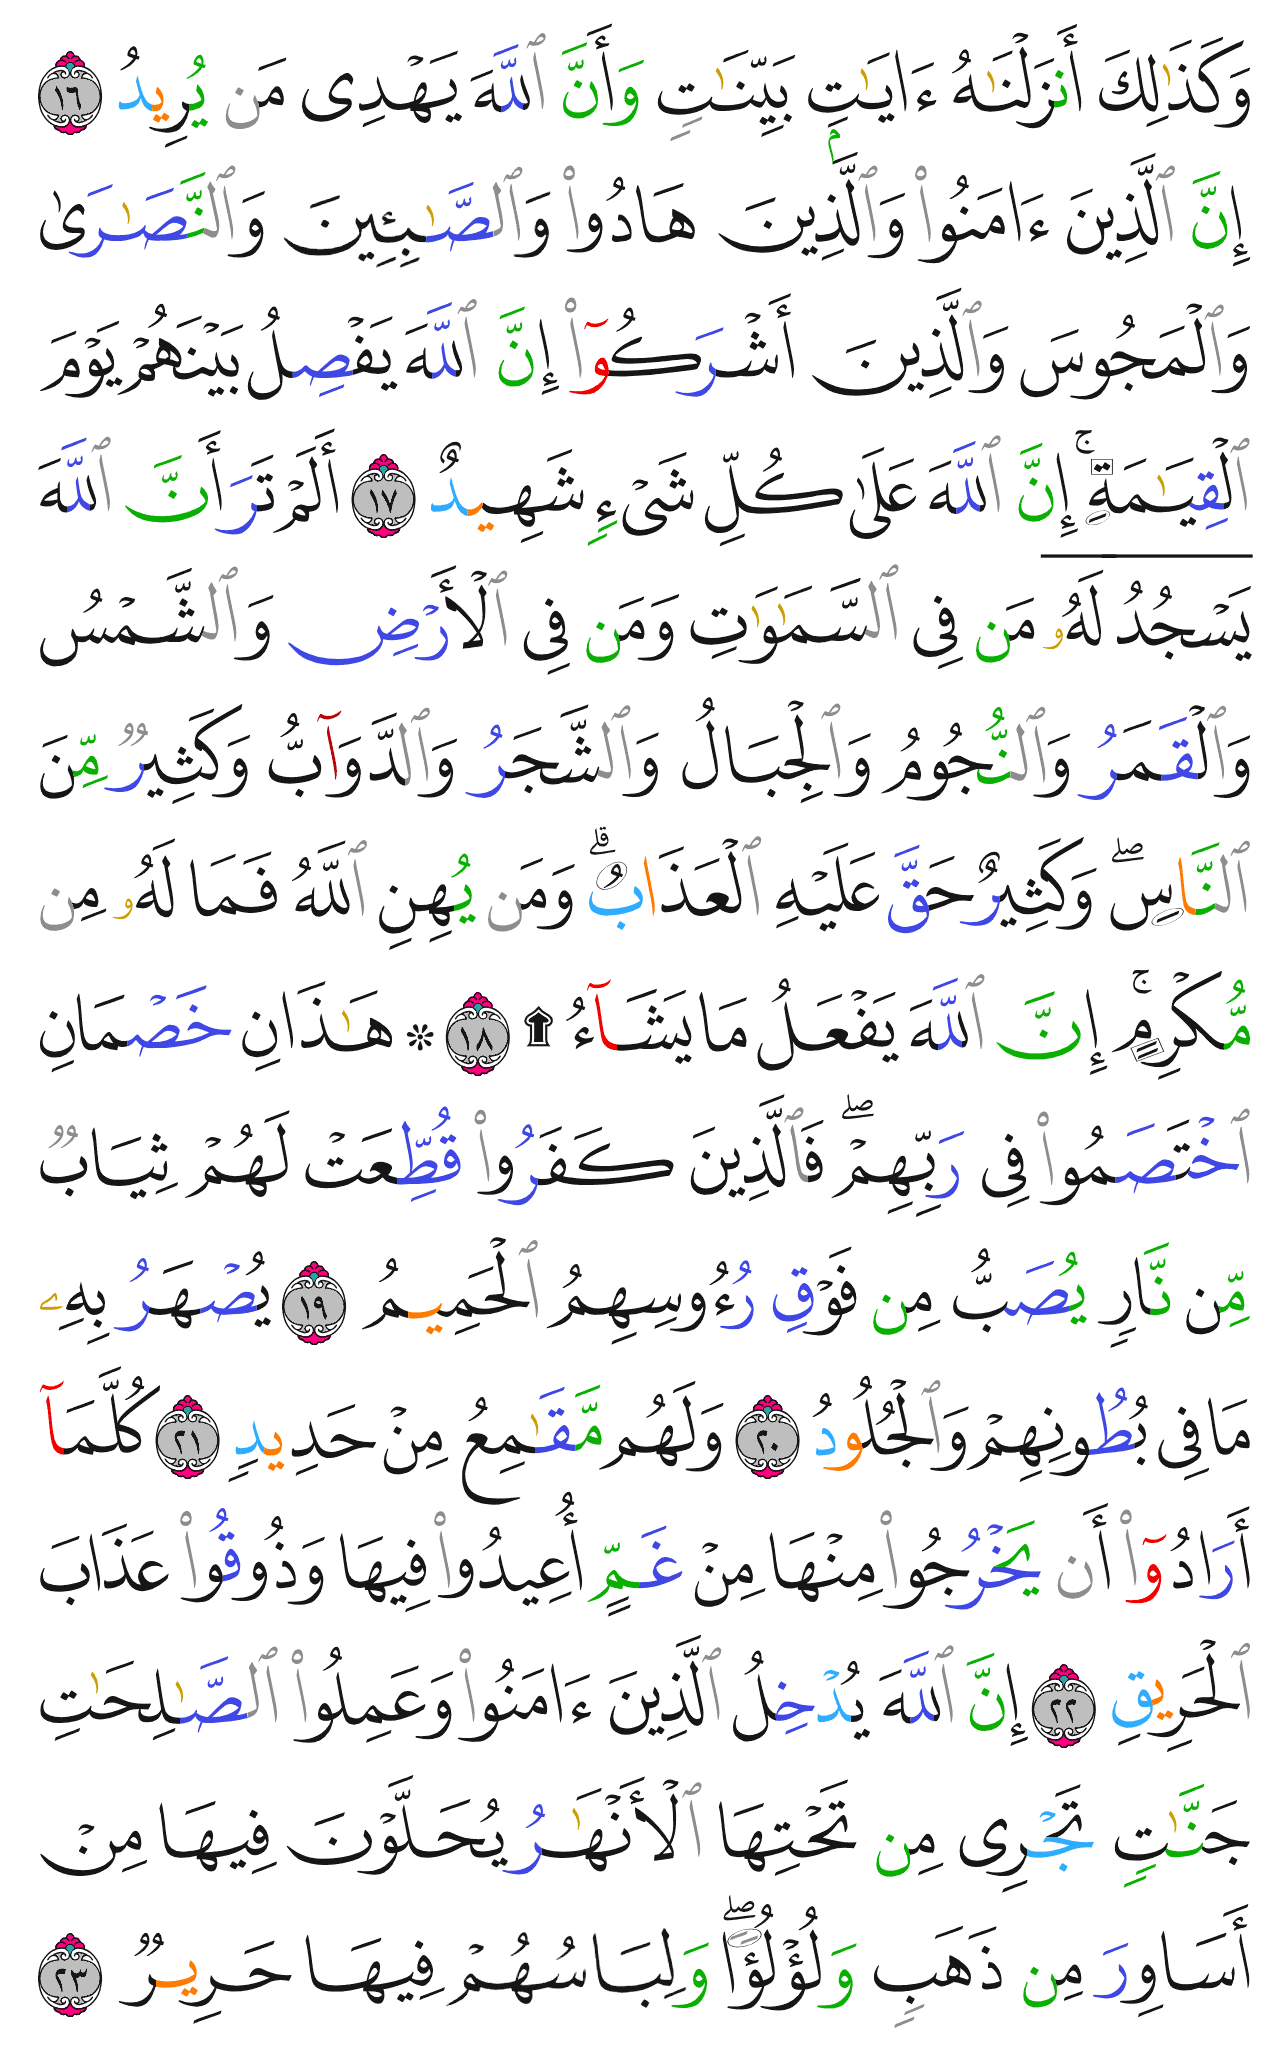 وَكَذَٰلِكَ أَنزَلْنَـٰهُ ءَايَـٰتٍۭ بَيِّنَـٰتٍ وَأَنَّ ٱللَّهَ يَهْدِى مَن يُرِيدُ ١٦
إِنَّ ٱلَّذِينَ ءَامَنُوا۟ وَٱلَّذِينَ هَادُوا۟ وَٱلصَّـٰبِـِٔينَ وَٱلنَّصَـٰرَىٰ
وَٱلْمَجُوسَ وَٱلَّذِينَ أَشْرَكُوٓا۟ إِنَّ ٱللَّهَ يَفْصِلُ بَيْنَهُمْ يَوْمَ
ٱلْقِيَـٰمَةِ ۚ إِنَّ ٱللَّهَ عَلَىٰ كُلِّ شَىْءٍ شَهِيدٌ ١٧ أَلَمْ تَرَ أَنَّ ٱللَّهَ
يَسْجُدُ لَهُۥ مَن فِى ٱلسَّمَـٰوَٰتِ وَمَن فِى ٱلْأَرْضِ وَٱلشَّمْسُ
وَٱلْقَمَرُ وَٱلنُّجُومُ وَٱلْجِبَالُ وَٱلشَّجَرُ وَٱلدَّوَآبُّ وَكَثِيرٌ مِّنَ
ٱلنَّاسِ ۖ وَكَثِيرٌ حَقَّ عَلَيْهِ ٱلْعَذَابُ ۗ وَمَن يُهِنِ ٱللَّهُ فَمَا لَهُۥ مِن
مُّكْرِمٍ ۚ إِنَّ ٱللَّهَ يَفْعَلُ مَا يَشَآءُ ۩ ١٨ ۞ هَـٰذَانِ خَصْمَانِ
ٱخْتَصَمُوا۟ فِى رَبِّهِمْ ۖ فَٱلَّذِينَ كَفَرُوا۟ قُطِّعَتْ لَهُمْ ثِيَابٌ
مِّن نَّارٍ يُصَبُّ مِن فَوْقِ رُءُوسِهِمُ ٱلْحَمِيمُ ١٩ يُصْهَرُ بِهِۦ
مَا فِى بُطُونِهِمْ وَٱلْجُلُودُ ٢٠ وَلَهُم مَّقَـٰمِعُ مِنْ حَدِيدٍ ٢١ كُلَّمَآ
أَرَادُوٓا۟ أَن يَخْرُجُوا۟ مِنْهَا مِنْ غَمٍّ أُعِيدُوا۟ فِيهَا وَذُوقُوا۟ عَذَابَ
ٱلْحَرِيقِ ٢٢ إِنَّ ٱللَّهَ يُدْخِلُ ٱلَّذِينَ ءَامَنُوا۟ وَعَمِلُوا۟ ٱلصَّـٰلِحَـٰتِ
جَنَّـٰتٍ تَجْرِى مِن تَحْتِهَا ٱلْأَنْهَـٰرُ يُحَلَّوْنَ فِيهَا مِنْ
أَسَاوِرَ مِن ذَهَبٍ وَلُؤْلُؤًا ۖ وَلِبَاسُهُمْ فِيهَا حَرِيرٌ ٢٣